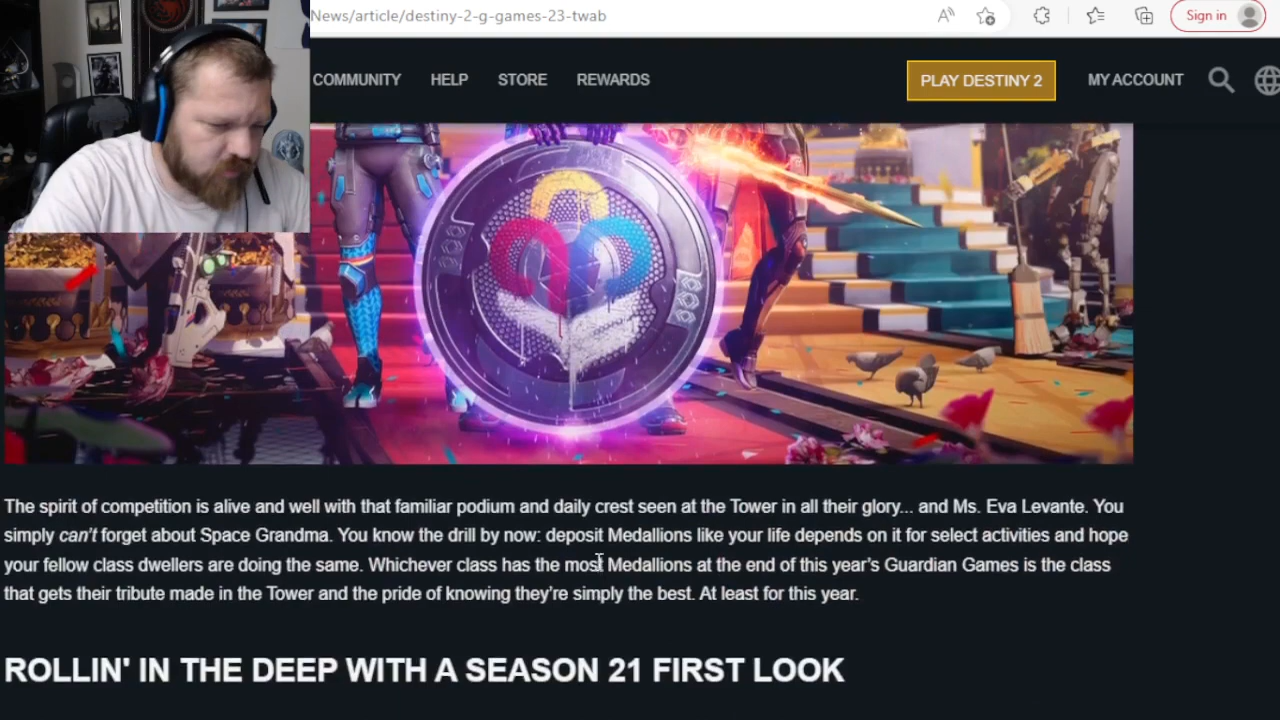 News/article/destiny-2-g-games-23-twab
Sign in
COMMUNITY HELP STORE REWARDS PLAY DESTINY 2 MY ACCOUNT
The spirit of competition is alive and well with that familiar podium and daily crest seen at the Tower in all their glory... and Ms. Eva Levante. You
simply can't forget about Space Grandma. You know the drill by now: deposit Medallions like your life depends on it for select activities and hope
your fellow class dwellers are doing the same. Whichever class has the most Medallions at the end of this year's Guardian Games is the class
that gets their tribute made in the Tower and the pride of knowing they're simply the best. At least for this year.
ROLLIN' IN THE DEEP WITH A SEASON 21 FIRST LOOK